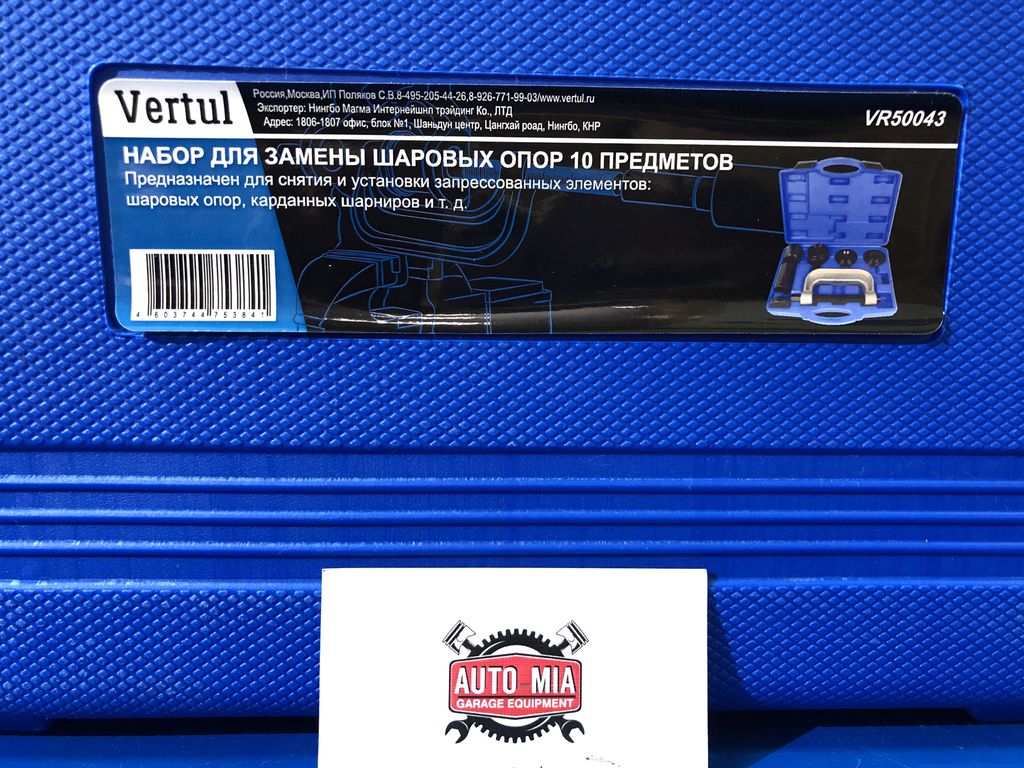 Vertul
Россия,Москва,ИП Поляков С.В.8-495-205-44-26,8-926-771-99-03/www.vertul.ru
Экспортер: Нингбо Магма Интернейшнл трэйдинг Ко., ЛТД
Адрес: 1806-1807 офис, блок №1, Шаньдун центр, Цангхай роад, Нингбо, КНР
VR50043
НАБОР ДЛЯ ЗАМЕНЫ ШАРОВЫХ ОПОР 10 ПРЕДМЕТОВ
Предназначен для снятия и установки запрессованных элементов:
шаровых опор, карданных шарниров и т. д.
4 603744 753841
AUTO-MIA
GARAGE EQUIPMENT